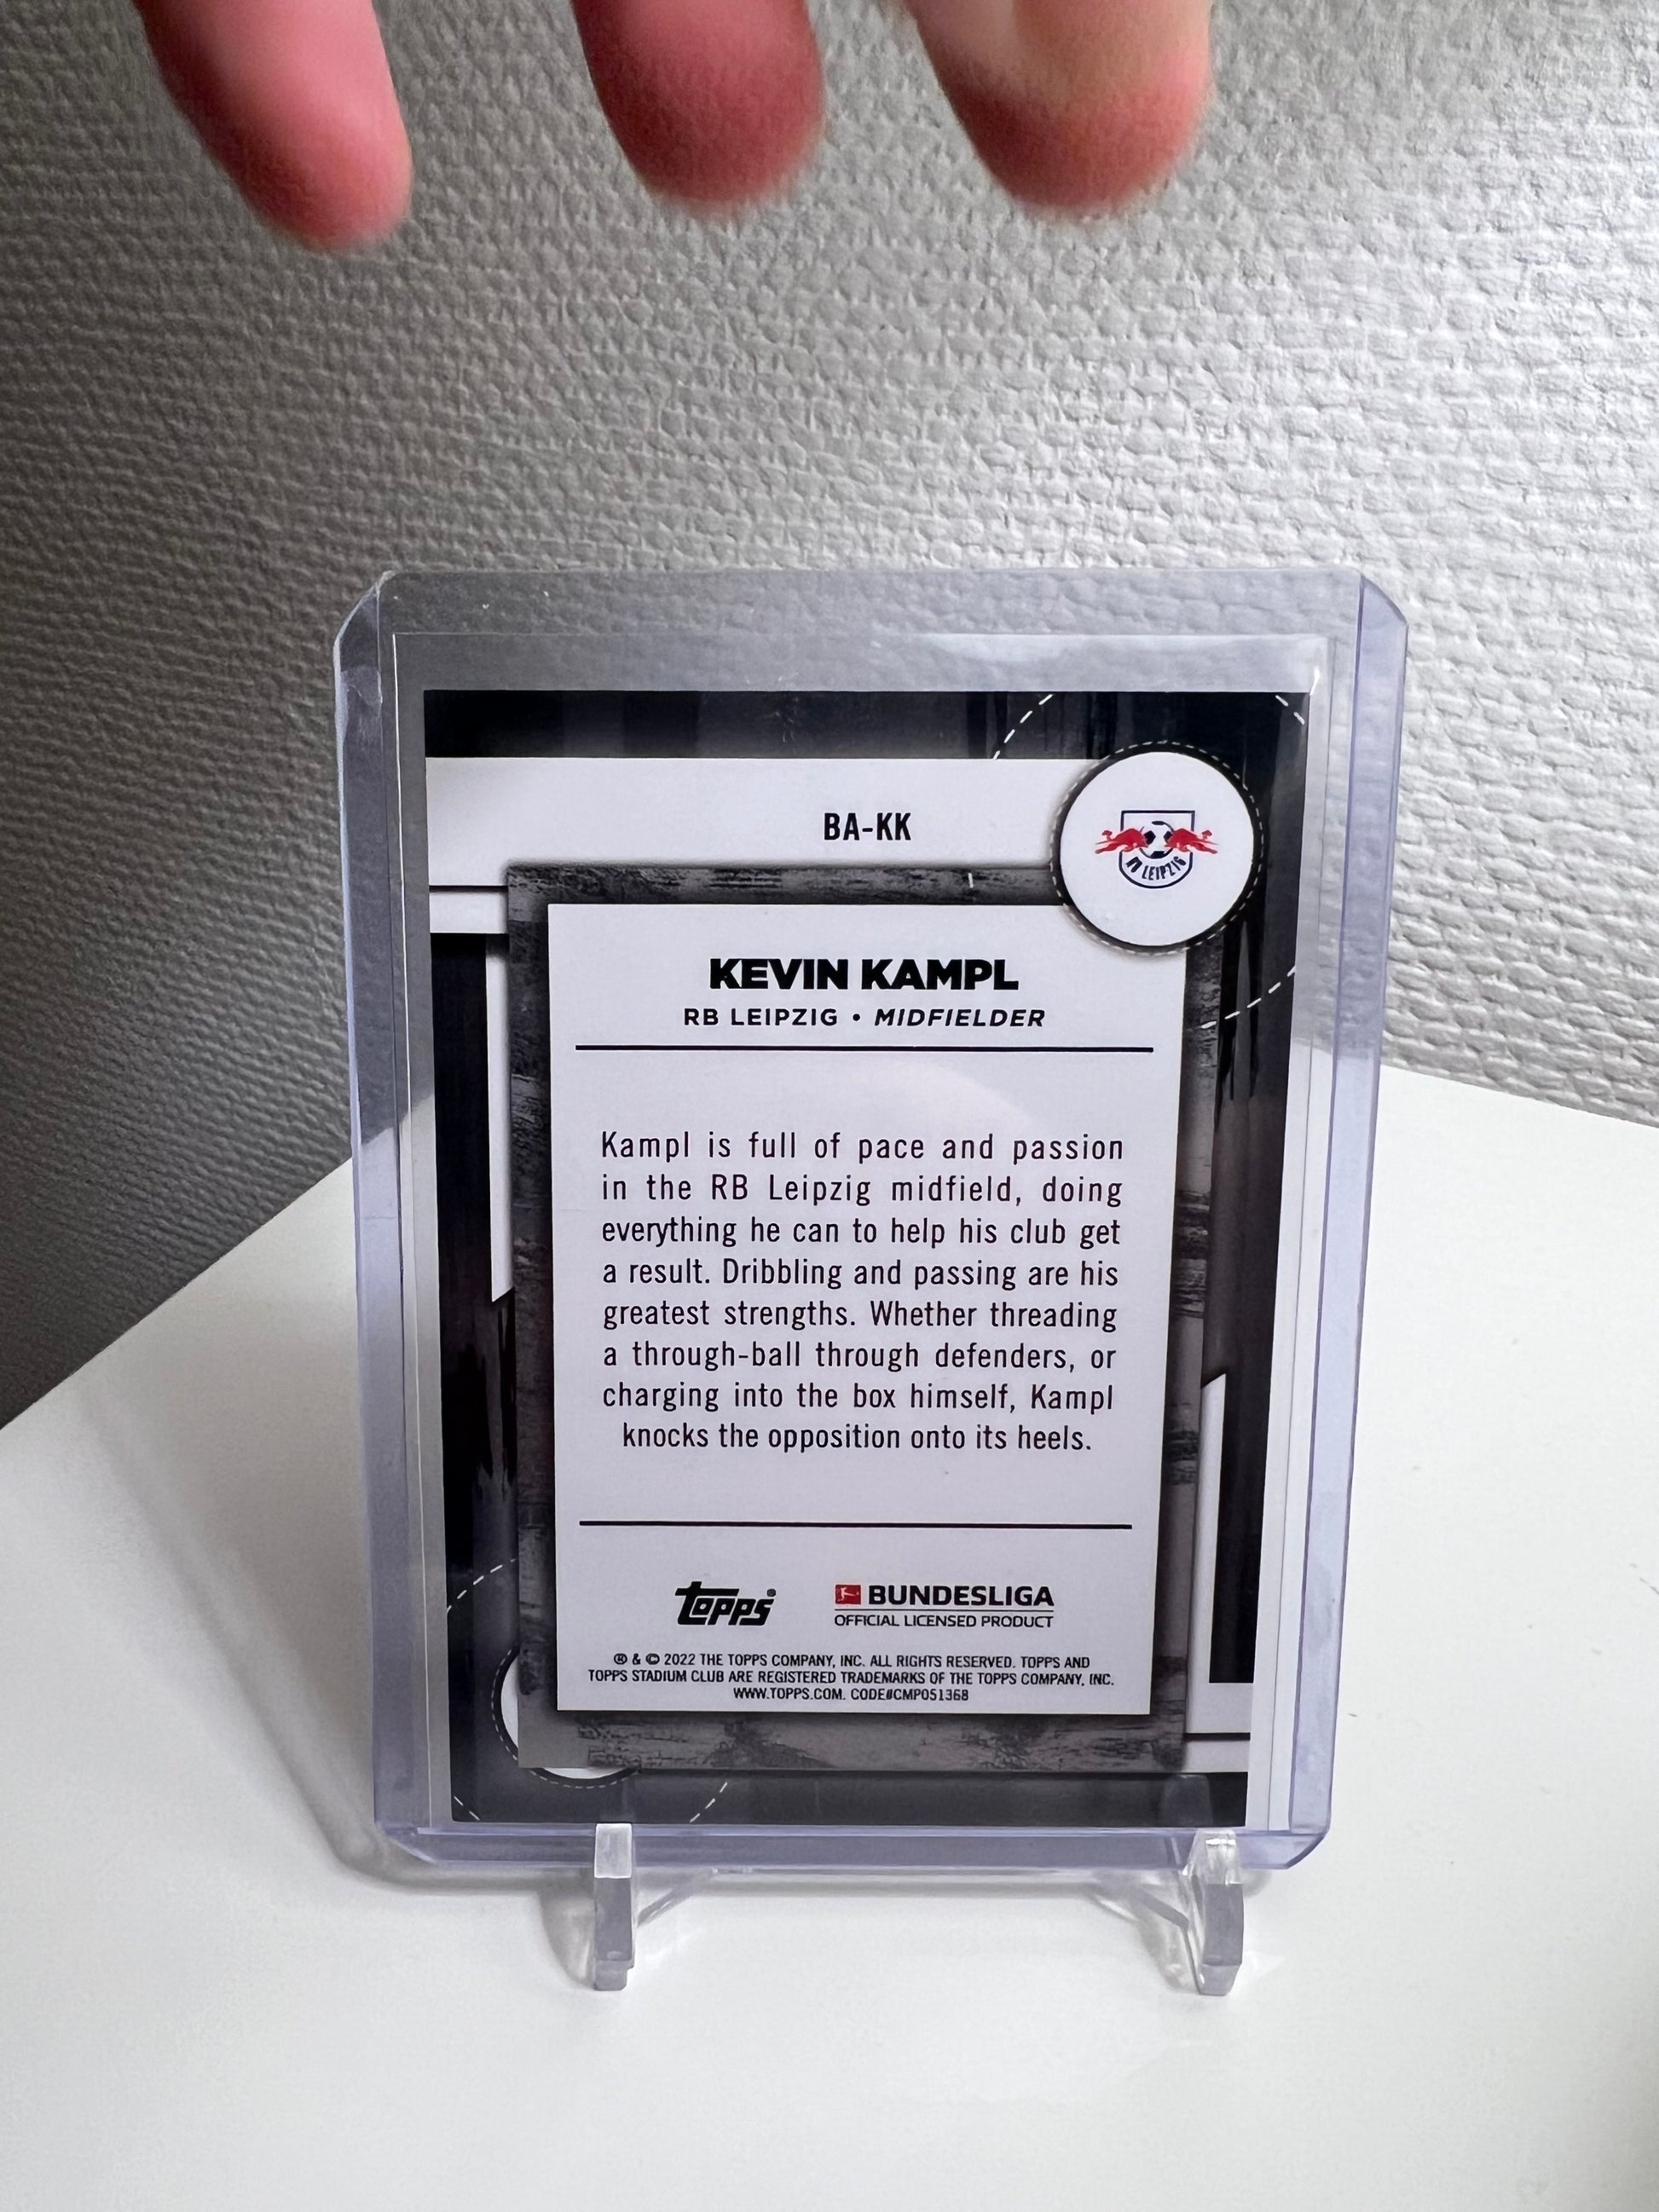 BA-KK
RB LEIPZIG
KEVIN KAMPL
RB LEIPZIG • MIDFIELDER
Kampl is full of pace and passion
in the RB Leipzig midfield, doing
everything he can to help his club get
a result. Dribbling and passing are his
greatest strengths. Whether threading
a through-ball through defenders, or
charging into the box himself, Kampl
knocks the opposition onto its heels.
Topps
BUNDESLIGA
OFFICIAL LICENSED PRODUCT
® & © 2022 THE TOPPS COMPANY, INC. ALL RIGHTS RESERVED. TOPPS AND
TOPPS STADIUM CLUB ARE REGISTERED TRADEMARKS OF THE TOPPS COMPANY, INC.
WWW.TOPPS.COM. CODE#CMP051368